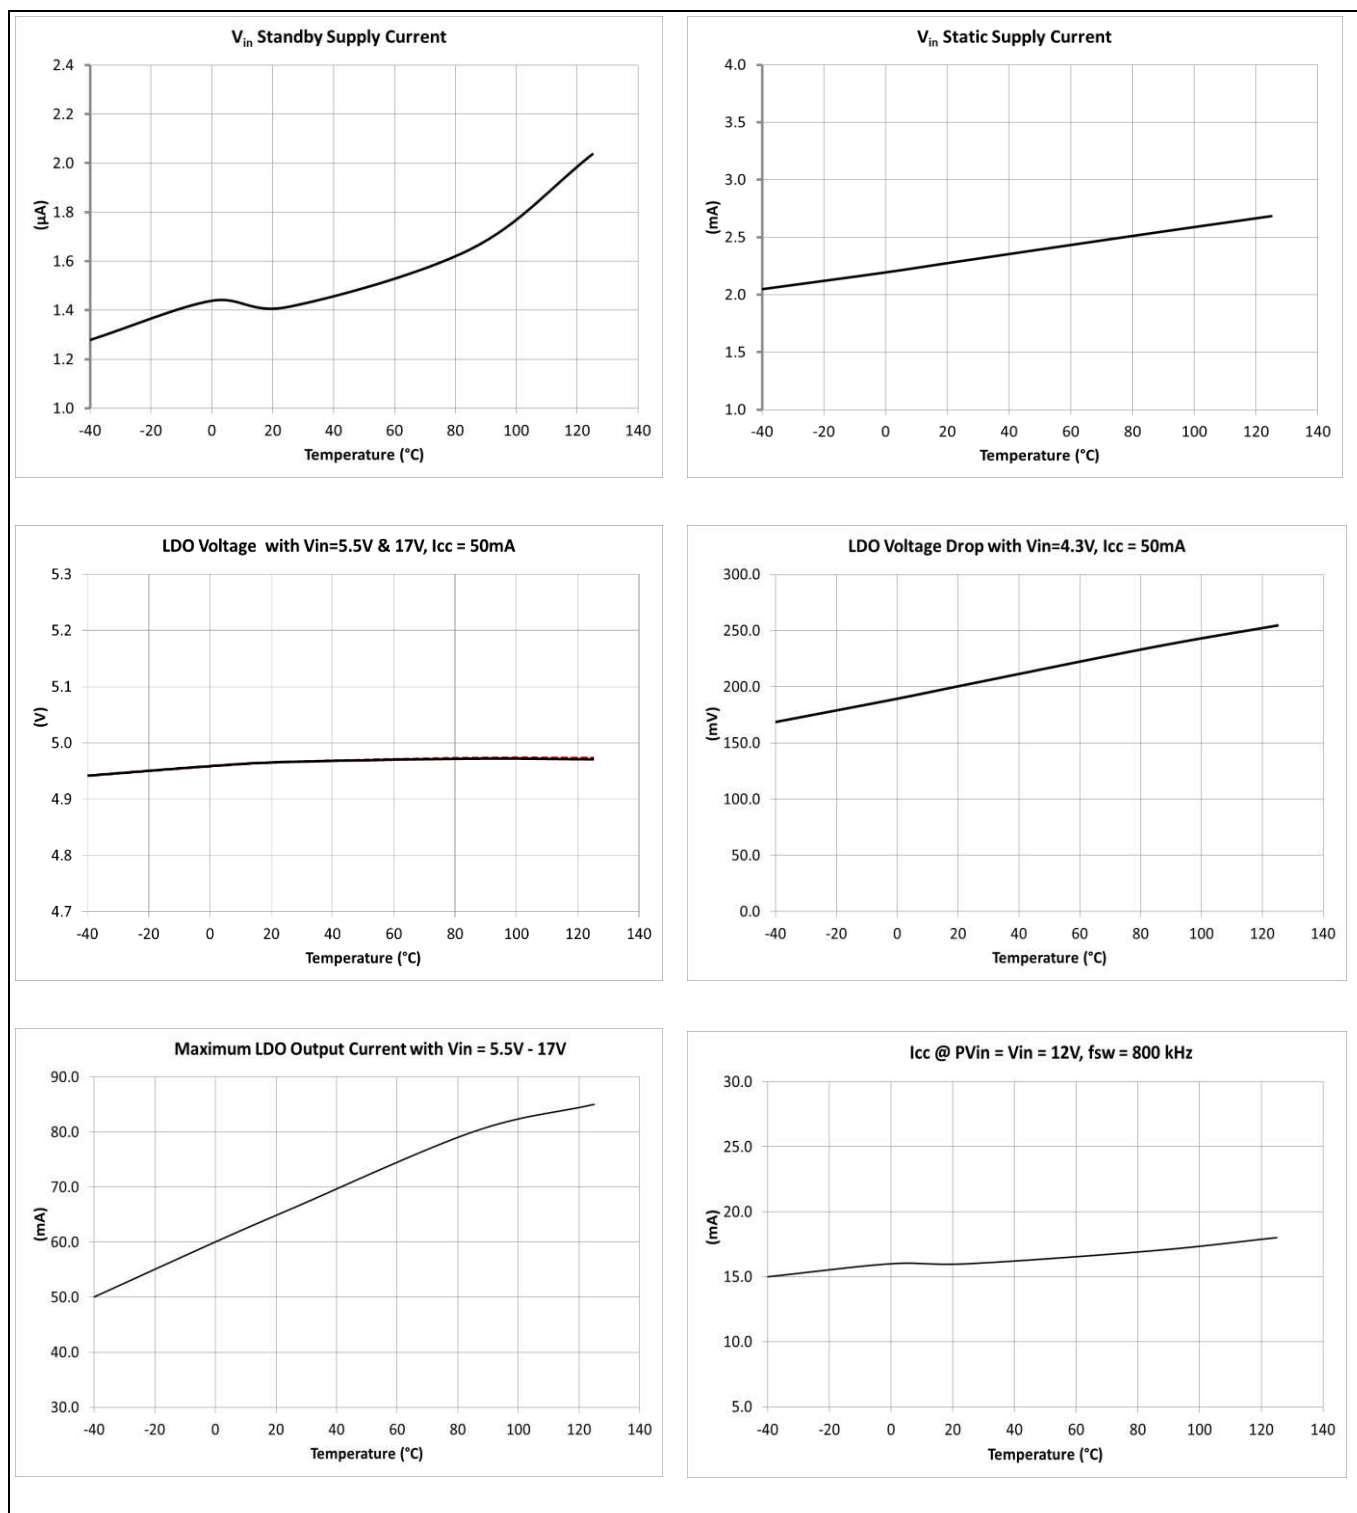 V_in Standby Supply Current
2.4
2.2
2.0
1.8
1.6
1.4
1.2
1.0
(µA)
-40 -20 0 20 40 60 80 100 120 140
Temperature (°C)
V_in Static Supply Current
4.0
3.5
3.0
2.5
2.0
1.5
1.0
(mA)
-40 -20 0 20 40 60 80 100 120 140
Temperature (°C)
LDO Voltage with Vin=5.5V & 17V, Icc = 50mA
5.3
5.2
5.1
5.0
4.9
4.8
4.7
(V)
-40 -20 0 20 40 60 80 100 120 140
Temperature (°C)
LDO Voltage Drop with Vin=4.3V, Icc = 50mA
300.0
250.0
200.0
150.0
100.0
50.0
0.0
(mV)
-40 -20 0 20 40 60 80 100 120 140
Temperature (°C)
Maximum LDO Output Current with Vin = 5.5V - 17V
90.0
80.0
70.0
60.0
50.0
40.0
30.0
(mA)
-40 -20 0 20 40 60 80 100 120 140
Temperature (°C)
Icc @ PVin = Vin = 12V, fsw = 800 kHz
30.0
25.0
20.0
15.0
10.0
5.0
(mA)
-40 -20 0 20 40 60 80 100 120 140
Temperature (°C)